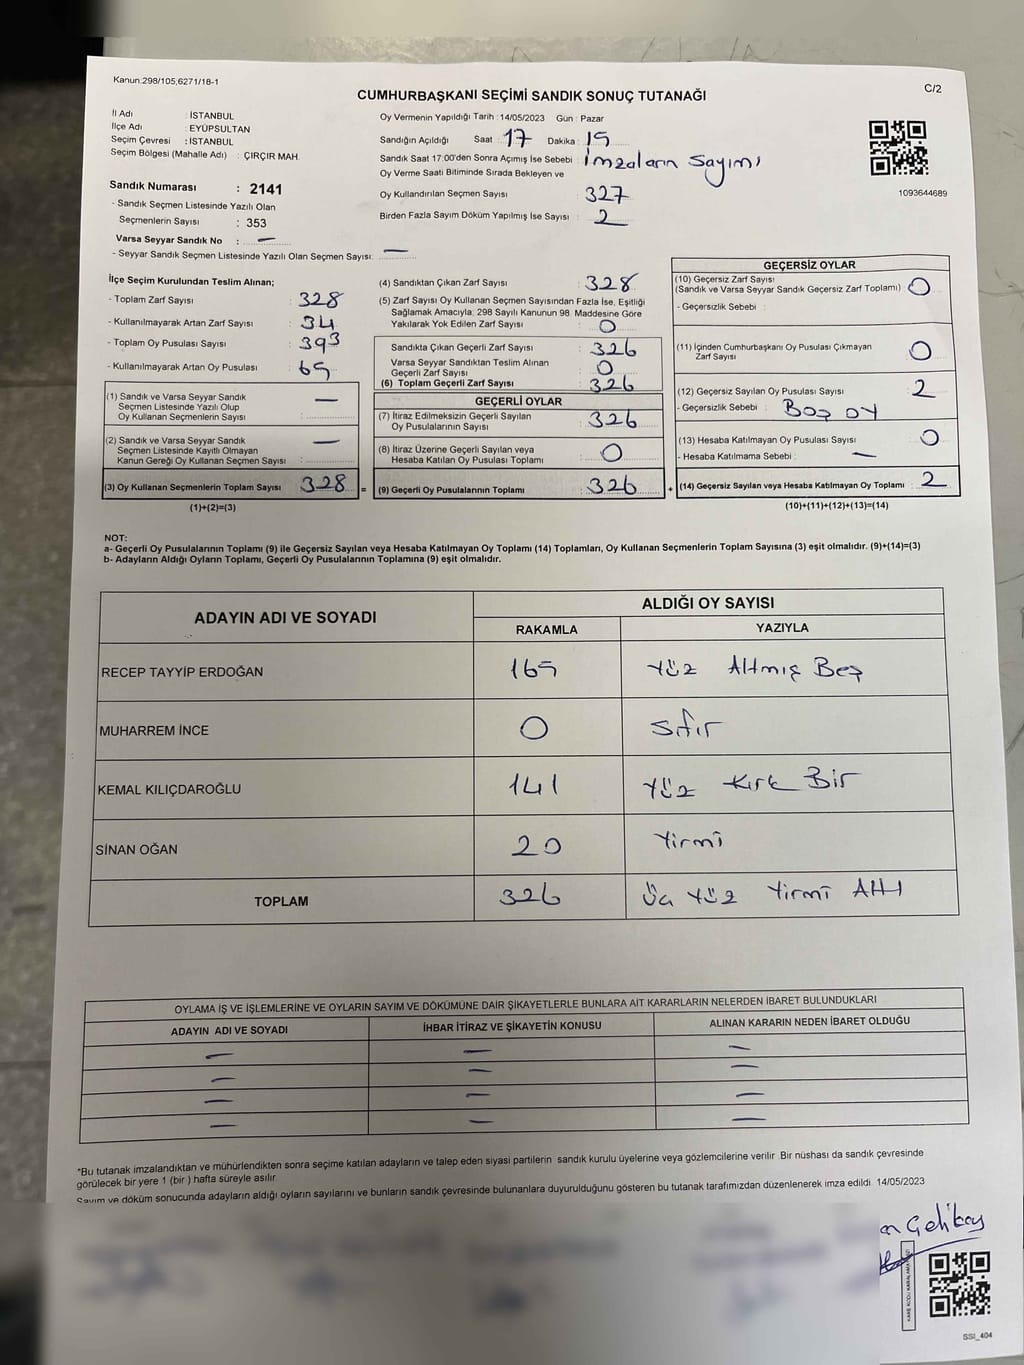 Kanun:298/105,6271/18-1
C/2
CUMHURBAŞKANI SEÇİMİ SANDIK SONUÇ TUTANAĞI
İl Adı : İSTANBUL
İlçe Adı : EYÜPSULTAN
Seçim Çevresi : İSTANBUL
Seçim Bölgesi (Mahalle Adı) : ÇIRÇIR MAH.
Sandık Numarası : 2141
- Sandık Seçmen Listesinde Yazılı Olan
Seçmenlerin Sayısı : 353
Varsa Seyyar Sandık No : —
- Seyyar Sandık Seçmen Listesinde Yazılı Olan Seçmen Sayısı: —
Oy Vermenin Yapıldığı Tarih : 14/05/2023 Gün : Pazar
Sandığın Açıldığı Saat : 17 Dakika : 15
Sandık Saat 17:00'den Sonra Açımış İse Sebebi : İmzaların Sayımı
Oy Verme Saati Bitiminde Sırada Bekleyen ve
Oy Kullandırılan Seçmen Sayısı : 327
Birden Fazla Sayım Döküm Yapılmış İse Sayısı : 2
1093644689
İlçe Seçim Kurulundan Teslim Alınan;
- Toplam Zarf Sayısı : 328
- Kullanılmayarak Artan Zarf Sayısı : 34
- Toplam Oy Pusulası Sayısı : 393
- Kullanılmayarak Artan Oy Pusulası : 65
(1) Sandık ve Varsa Seyyar Sandık
Seçmen Listesinde Yazılı Olup
Oy Kullanan Seçmenlerin Sayısı : —
(2) Sandık ve Varsa Seyyar Sandık
Seçmen Listesinde Kayıtlı Olmayan
Kanun Gereği Oy Kullanan Seçmen Sayısı : —
(3) Oy Kullanan Seçmenlerin Toplam Sayısı 328 =
(1)+(2)=(3)
(4) Sandıktan Çıkan Zarf Sayısı : 328
(5) Zarf Sayısı Oy Kullanan Seçmen Sayısından Fazla İse, Eşitliği
Sağlamak Amacıyla; 298 Sayılı Kanunun 98. Maddesine Göre
Yakılarak Yok Edilen Zarf Sayısı : 0
Sandıkta Çıkan Geçerli Zarf Sayısı : 326
Varsa Seyyar Sandıktan Teslim Alınan
Geçerli Zarf Sayısı : 0
(6) Toplam Geçerli Zarf Sayısı : 326
GEÇERLİ OYLAR
(7) İtiraz Edilmeksizin Geçerli Sayılan
Oy Pusulalarının Sayısı : 326
(8) İtiraz Üzerine Geçerli Sayılan veya
Hesaba Katılan Oy Pusulası Toplamı : 0
(9) Geçerli Oy Pusulalarının Toplamı : 326 +
GEÇERSİZ OYLAR
(10) Geçersiz Zarf Sayısı
(Sandık ve Varsa Seyyar Sandık Geçersiz Zarf Toplamı) : 0
- Geçersizlik Sebebi :
(11) İçinden Cumhurbaşkanı Oy Pusulası Çıkmayan
Zarf Sayısı : 0
(12) Geçersiz Sayılan Oy Pusulası Sayısı : 2
- Geçersizlik Sebebi : Boş oy
(13) Hesaba Katılmayan Oy Pusulası Sayısı : 0
- Hesaba Katılmama Sebebi : —
(14) Geçersiz Sayılan veya Hesaba Katılmayan Oy Toplamı : 2
(10)+(11)+(12)+(13)=(14)
NOT:
a- Geçerli Oy Pusulalarının Toplamı (9) ile Geçersiz Sayılan veya Hesaba Katılmayan Oy Toplamı (14) Toplamları, Oy Kullanan Seçmenlerin Toplam Sayısına (3) eşit olmalıdır. (9)+(14)=(3)
b- Adayların Aldığı Oyların Toplamı, Geçerli Oy Pusulalarının Toplamına (9) eşit olmalıdır.
ADAYIN ADI VE SOYADI ALDIĞI OY SAYISI
RAKAMLA YAZIYLA
RECEP TAYYİP ERDOĞAN 165 Yüz Altmış Beş
MUHARREM İNCE 0 Sıfır
KEMAL KILIÇDAROĞLU 141 Yüz Kırk Bir
SİNAN OĞAN 20 Yirmi
TOPLAM 326 Üç Yüz Yirmi Altı
OYLAMA İŞ VE İŞLEMLERİNE VE OYLARIN SAYIM VE DÖKÜMÜNE DAİR ŞİKAYETLERLE BUNLARA AİT KARARLARIN NELERDEN İBARET BULUNDUKLARI
ADAYIN ADI VE SOYADI İHBAR İTİRAZ VE ŞİKAYETİN KONUSU ALINAN KARARIN NEDEN İBARET OLDUĞU
— — —
— — —
— — —
— — —
*Bu tutanak imzalandıktan ve mühürlendikten sonra seçime katılan adayların ve talep eden siyasi partilerin sandık kurulu üyelerine veya gözlemcilerine verilir. Bir nüshası da sandık çevresinde
görülecek bir yere 1 (bir ) hafta süreyle asılır.
Sayım ve döküm sonucunda adayların aldığı oyların sayılarını ve bunların sandık çevresinde bulunanlara duyurulduğunu gösteren bu tutanak tarafımızdan düzenlenerek imza edildi. 14/05/2023
SSI_404